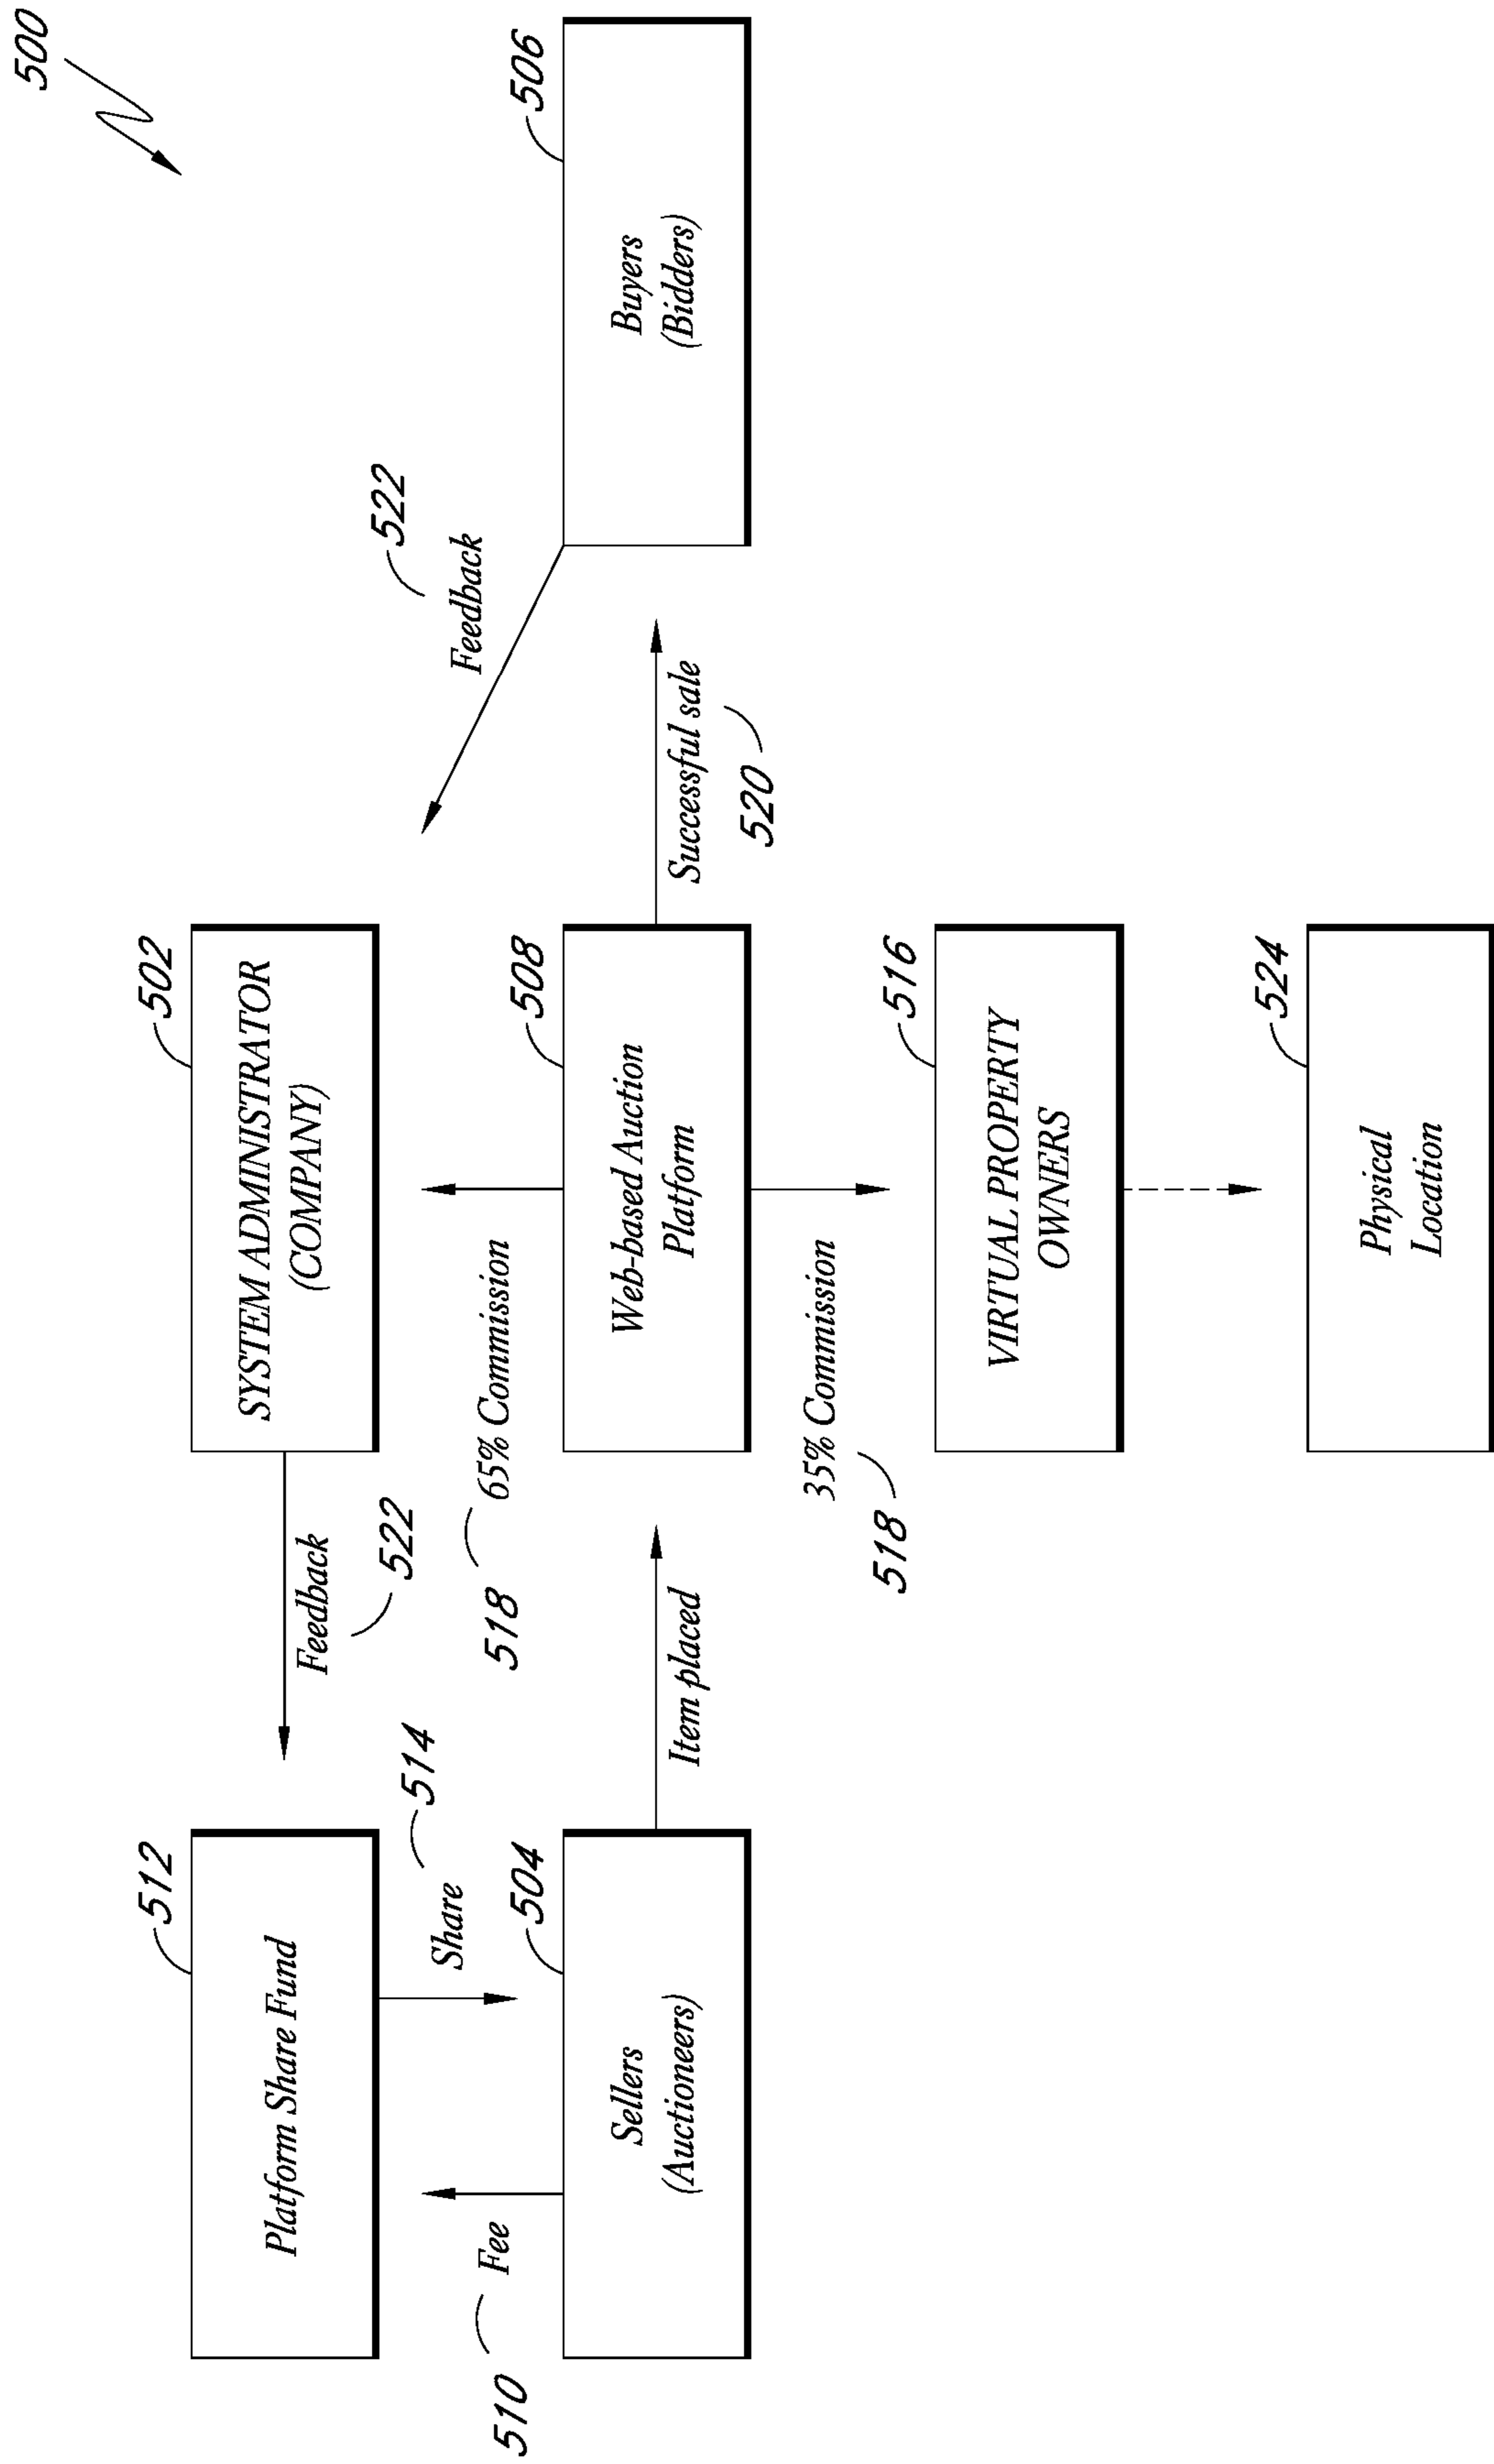 500
512
502
Platform Share Fund
SYSTEM ADMINISTRATOR
(COMPANY)
Feedback
522
522
Feedback
514
Share
510
Fee
518
65% Commission
504
508
506
Sellers
(Auctioneers)
Item placed
Web-based Auction
Platform
Successful sale
520
Buyers
(Bidders)
35% Commission
518
516
VIRTUAL PROPERTY
OWNERS
524
Physical
Location